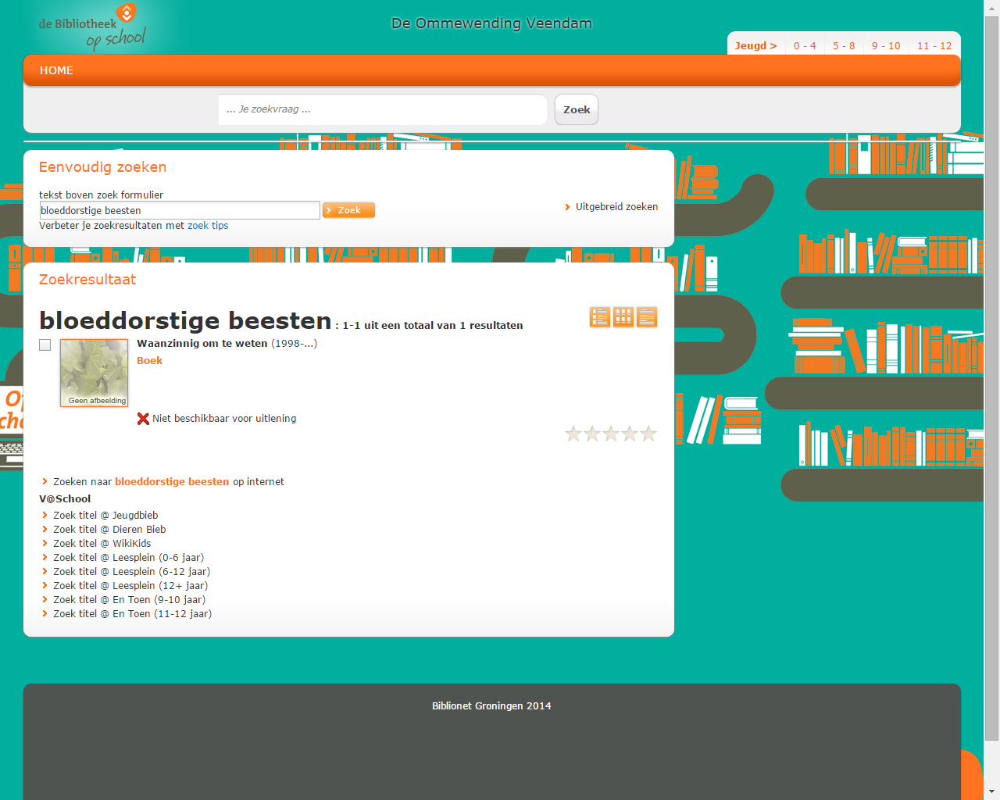 de Bibliotheek
op school
De Ommewending Veendam
Jeugd > 0 - 4 5 - 8 9 - 10 11 - 12
HOME
... Je zoekvraag ... Zoek
Eenvoudig zoeken
tekst boven zoek formulier
bloeddorstige beesten Zoek
Uitgebreid zoeken
Verbeter je zoekresultaten met zoek tips
Zoekresultaat
bloeddorstige beesten : 1-1 uit een totaal van 1 resultaten
Waanzinnig om te weten (1998-...)
Boek
Geen afbeelding
Niet beschikbaar voor uitlening
Zoeken naar bloeddorstige beesten op internet
V@School
Zoek titel @ Jeugdbieb
Zoek titel @ Dieren Bieb
Zoek titel @ WikiKids
Zoek titel @ Leesplein (0-6 jaar)
Zoek titel @ Leesplein (6-12 jaar)
Zoek titel @ Leesplein (12+ jaar)
Zoek titel @ En Toen (9-10 jaar)
Zoek titel @ En Toen (11-12 jaar)
Biblionet Groningen 2014